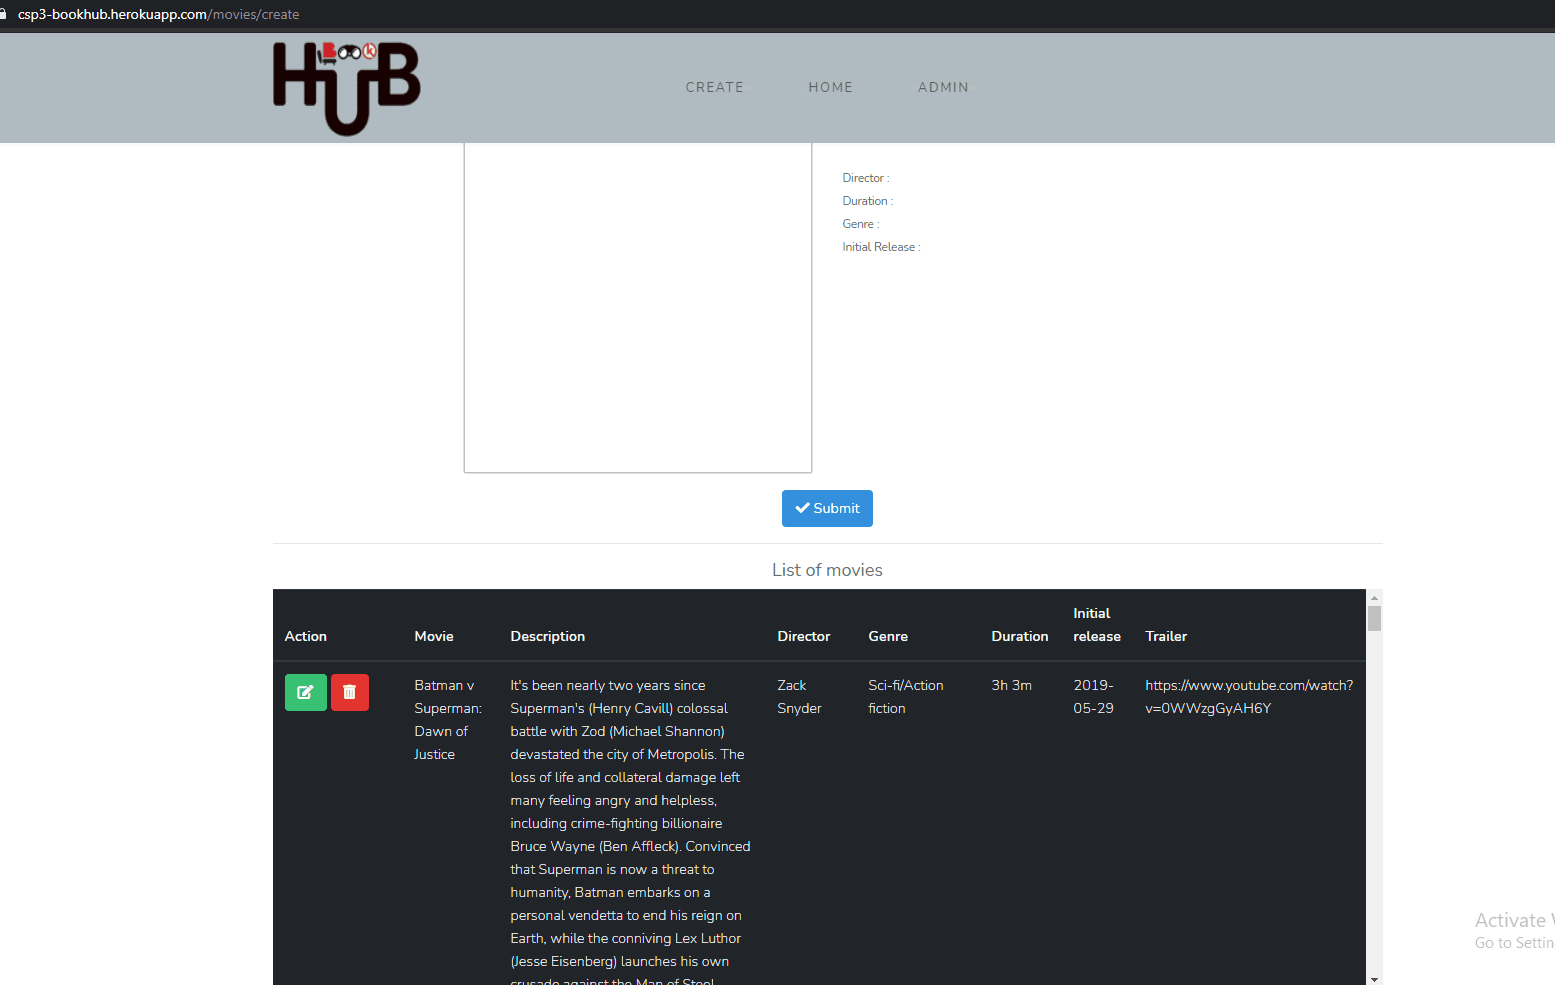 csp3-bookhub.herokuapp.com/movies/create
HUB Book
CREATE HOME ADMIN
Director :
Duration :
Genre :
Initial Release :
Submit
List of movies
Action Movie Description Director Genre Duration Initial release Trailer
Batman v
Superman:
Dawn of
Justice
It's been nearly two years since
Superman's (Henry Cavill) colossal
battle with Zod (Michael Shannon)
devastated the city of Metropolis. The
loss of life and collateral damage left
many feeling angry and helpless,
including crime-fighting billionaire
Bruce Wayne (Ben Affleck). Convinced
that Superman is now a threat to
humanity, Batman embarks on a
personal vendetta to end his reign on
Earth, while the conniving Lex Luthor
(Jesse Eisenberg) launches his own
crusade against the Man of Steel.
Zack
Snyder
Sci-fi/Action
fiction
3h 3m
2019-
05-29
https://www.youtube.com/watch?
v=0WWzgGyAH6Y
Activate
Go to Settin